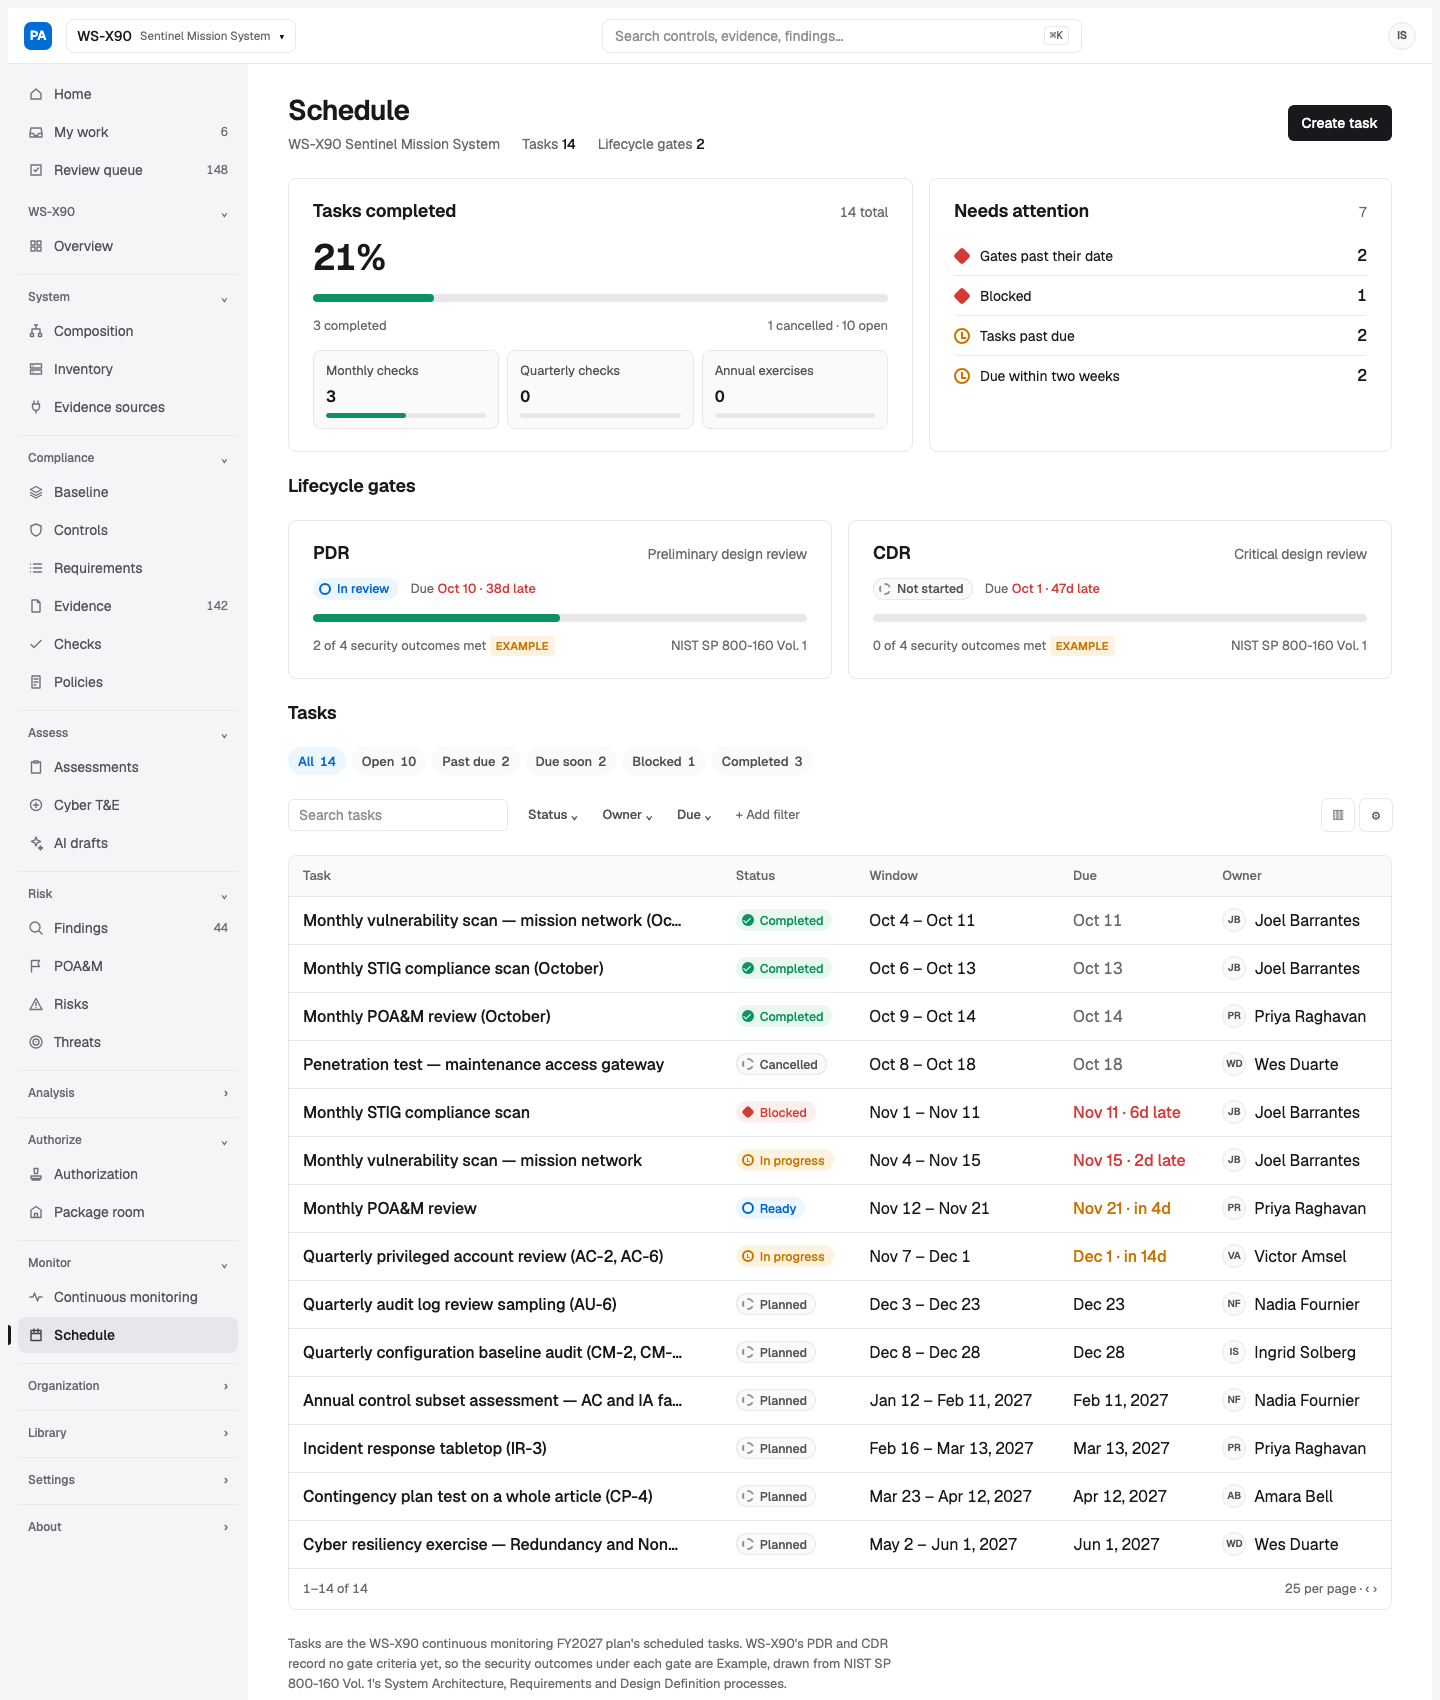 PA
WS-X90 Sentinel Mission System ▾
Search controls, evidence, findings...
⌘K
IS
Home
My work 6
Review queue 148
WS-X90
Overview
System
Composition
Inventory
Evidence sources
Compliance
Baseline
Controls
Requirements
Evidence 142
Checks
Policies
Assess
Assessments
Cyber T&E
AI drafts
Risk
Findings 44
POA&M
Risks
Threats
Analysis ›
Authorize
Authorization
Package room
Monitor
Continuous monitoring
Schedule
Organization ›
Library ›
Settings ›
About ›
Schedule
WS-X90 Sentinel Mission System Tasks 14 Lifecycle gates 2
Create task
Tasks completed 14 total
21%
3 completed 1 cancelled · 10 open
Monthly checks
3
Quarterly checks
0
Annual exercises
0
Needs attention 7
Gates past their date 2
Blocked 1
Tasks past due 2
Due within two weeks 2
Lifecycle gates
PDR Preliminary design review
In review Due Oct 10 · 38d late
2 of 4 security outcomes met EXAMPLE NIST SP 800-160 Vol. 1
CDR Critical design review
Not started Due Oct 1 · 47d late
0 of 4 security outcomes met EXAMPLE NIST SP 800-160 Vol. 1
Tasks
All 14 Open 10 Past due 2 Due soon 2 Blocked 1 Completed 3
Search tasks Status Owner Due + Add filter
Task Status Window Due Owner
Monthly vulnerability scan — mission network (Oc... Completed Oct 4 – Oct 11 Oct 11 JB Joel Barrantes
Monthly STIG compliance scan (October) Completed Oct 6 – Oct 13 Oct 13 JB Joel Barrantes
Monthly POA&M review (October) Completed Oct 9 – Oct 14 Oct 14 PR Priya Raghavan
Penetration test — maintenance access gateway Cancelled Oct 8 – Oct 18 Oct 18 WD Wes Duarte
Monthly STIG compliance scan Blocked Nov 1 – Nov 11 Nov 11 · 6d late JB Joel Barrantes
Monthly vulnerability scan — mission network In progress Nov 4 – Nov 15 Nov 15 · 2d late JB Joel Barrantes
Monthly POA&M review Ready Nov 12 – Nov 21 Nov 21 · in 4d PR Priya Raghavan
Quarterly privileged account review (AC-2, AC-6) In progress Nov 7 – Dec 1 Dec 1 · in 14d VA Victor Amsel
Quarterly audit log review sampling (AU-6) Planned Dec 3 – Dec 23 Dec 23 NF Nadia Fournier
Quarterly configuration baseline audit (CM-2, CM-... Planned Dec 8 – Dec 28 Dec 28 IS Ingrid Solberg
Annual control subset assessment — AC and IA fa... Planned Jan 12 – Feb 11, 2027 Feb 11, 2027 NF Nadia Fournier
Incident response tabletop (IR-3) Planned Feb 16 – Mar 13, 2027 Mar 13, 2027 PR Priya Raghavan
Contingency plan test on a whole article (CP-4) Planned Mar 23 – Apr 12, 2027 Apr 12, 2027 AB Amara Bell
Cyber resiliency exercise — Redundancy and Non... Planned May 2 – Jun 1, 2027 Jun 1, 2027 WD Wes Duarte
1–14 of 14 25 per page · ‹ ›
Tasks are the WS-X90 continuous monitoring FY2027 plan's scheduled tasks. WS-X90's PDR and CDR
record no gate criteria yet, so the security outcomes under each gate are Example, drawn from NIST SP
800-160 Vol. 1's System Architecture, Requirements and Design Definition processes.